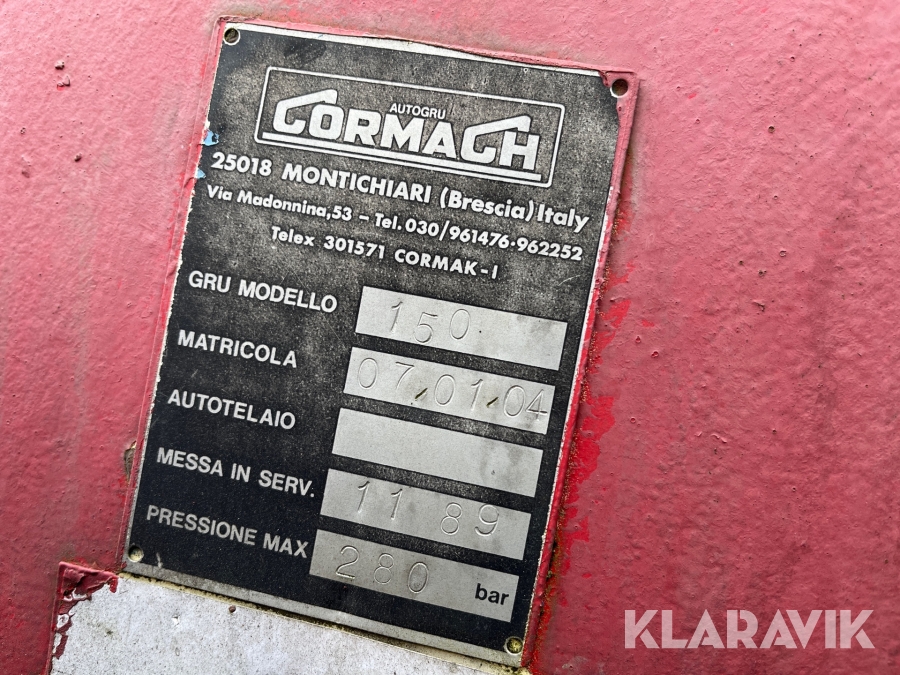 AUTOGRU
CORMACH
25018 MONTICHIARI (Brescia) Italy
Via Madonnina,53 - Tel. 030/961476-962252
Telex 301571 CORMAK-I
GRU MODELLO 150
MATRICOLA 07.01.04
AUTOTELAIO
MESSA IN SERV. 11 89
PRESSIONE MAX 280 bar
KLARAVIK